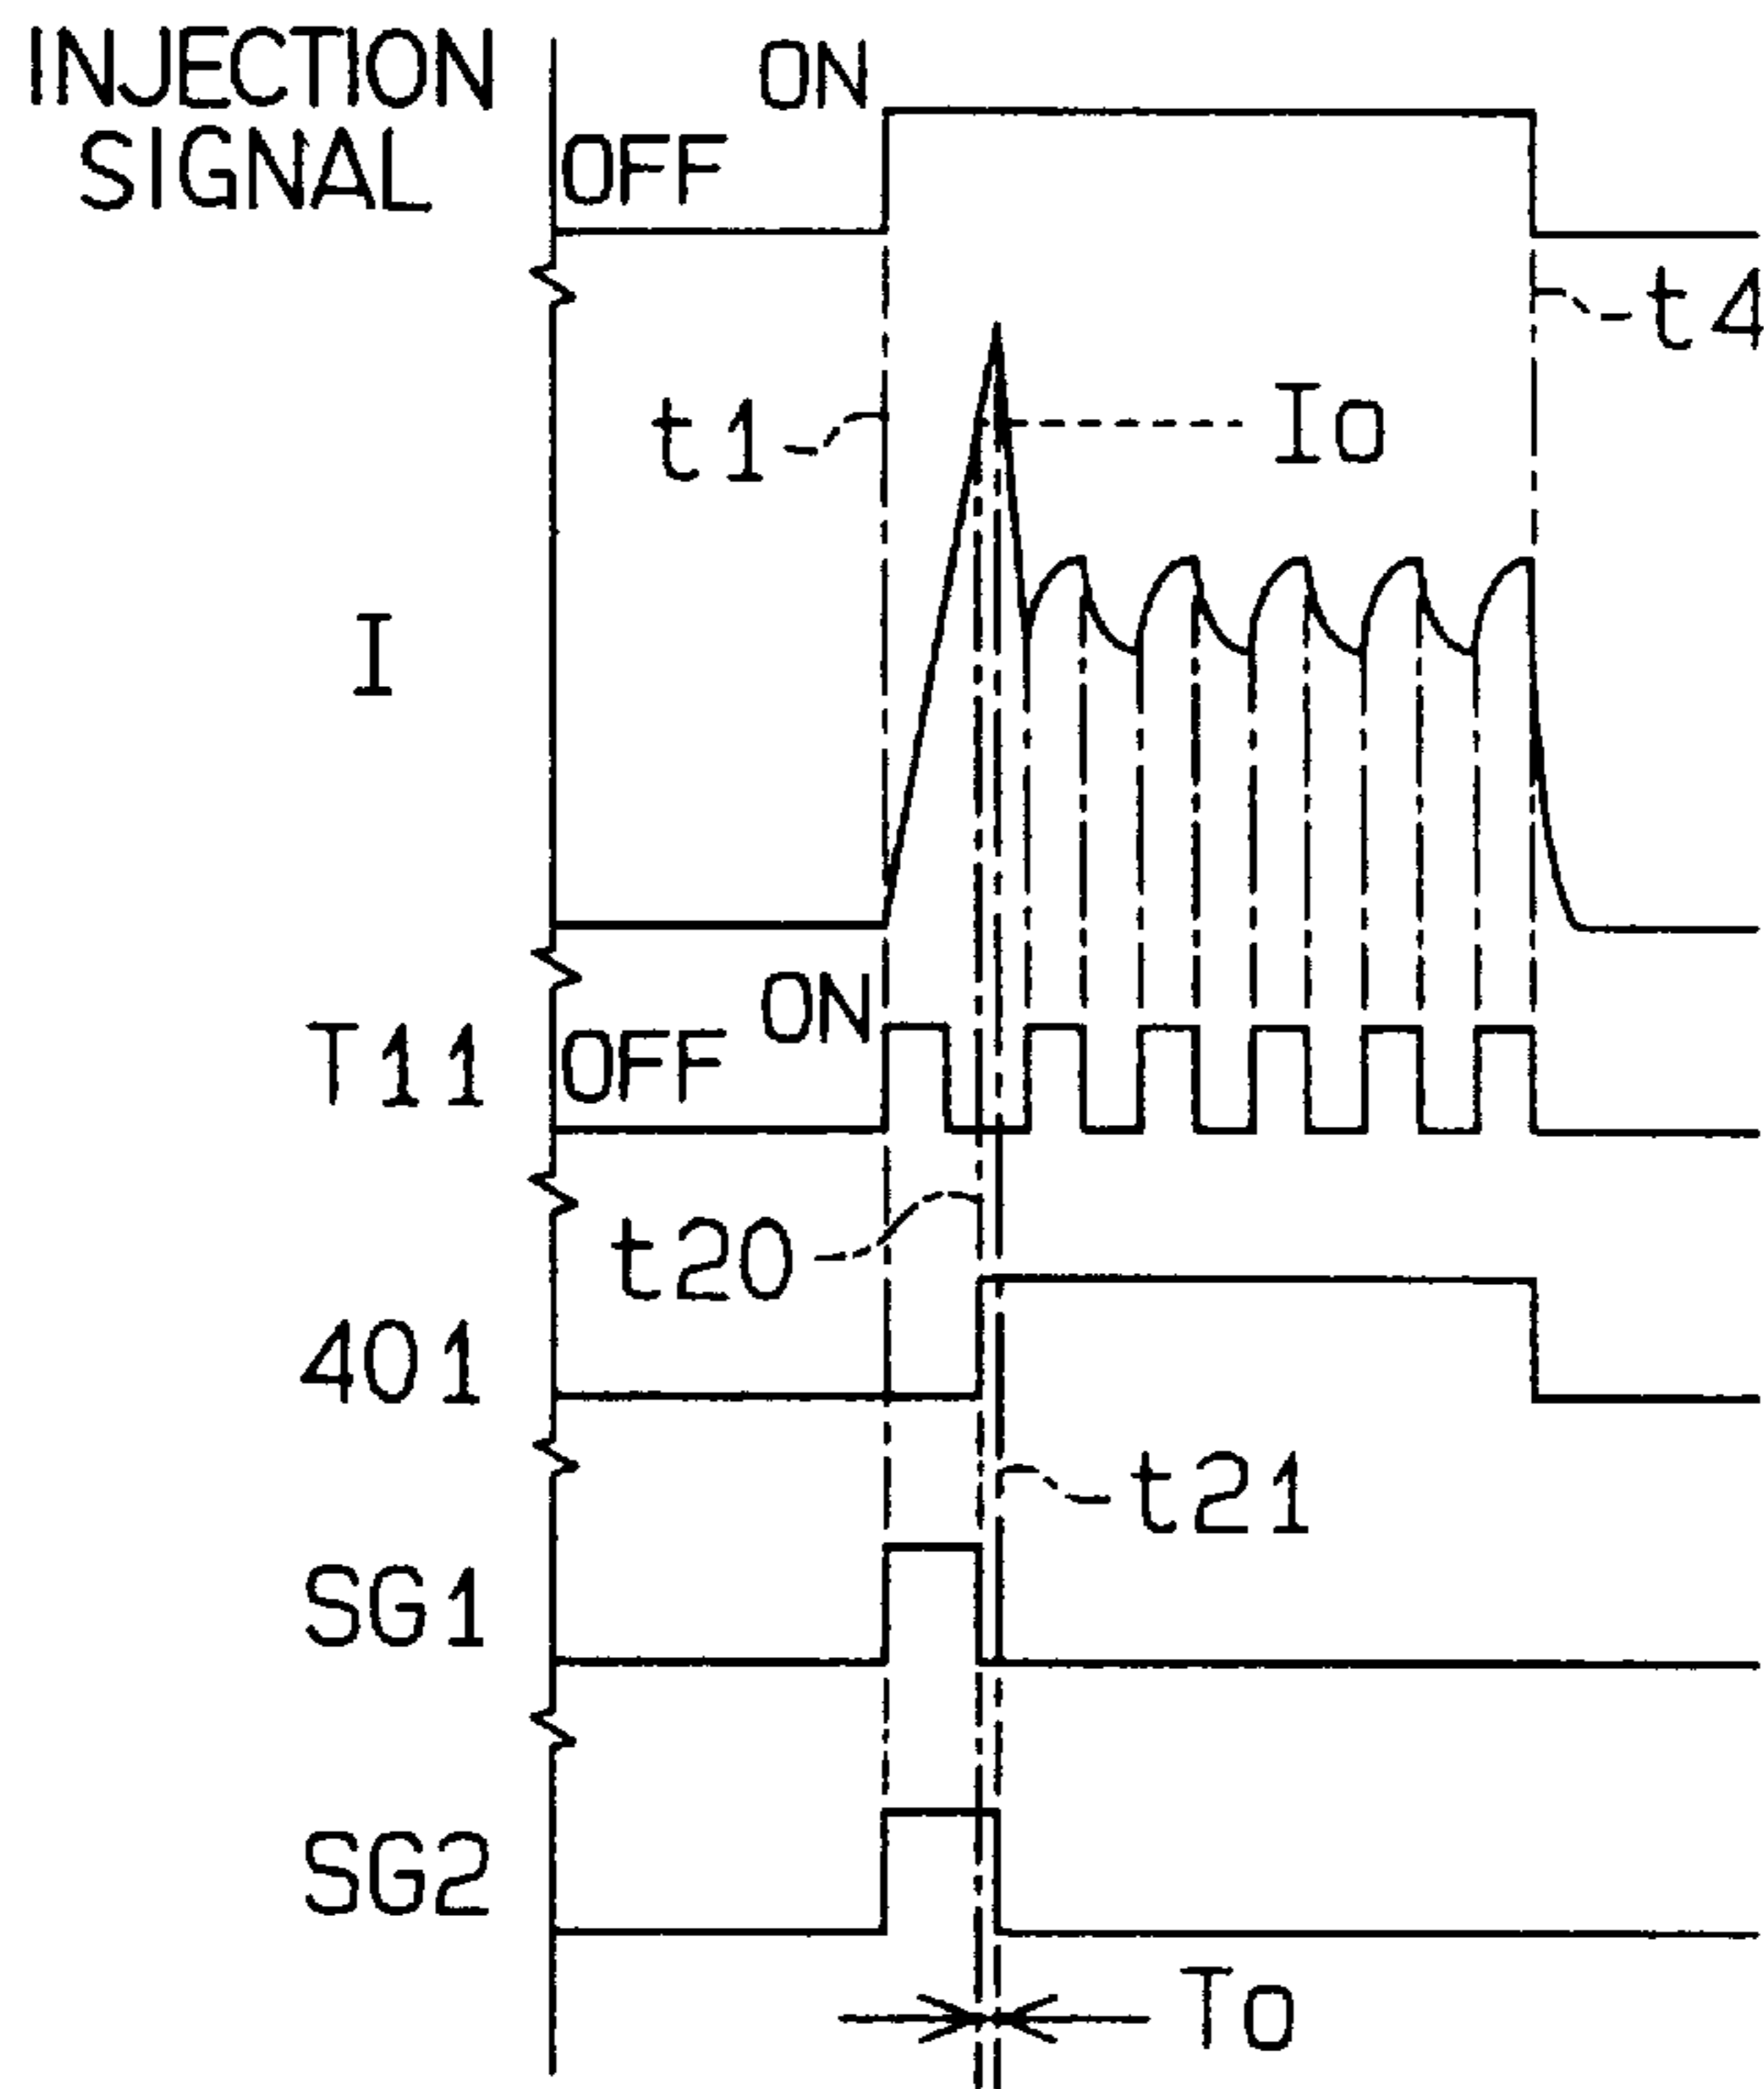 INJECTION
SIGNAL
ON
OFF
t4
t1
Io
I
ON
T11
OFF
t20
401
t21
SG1
SG2
To